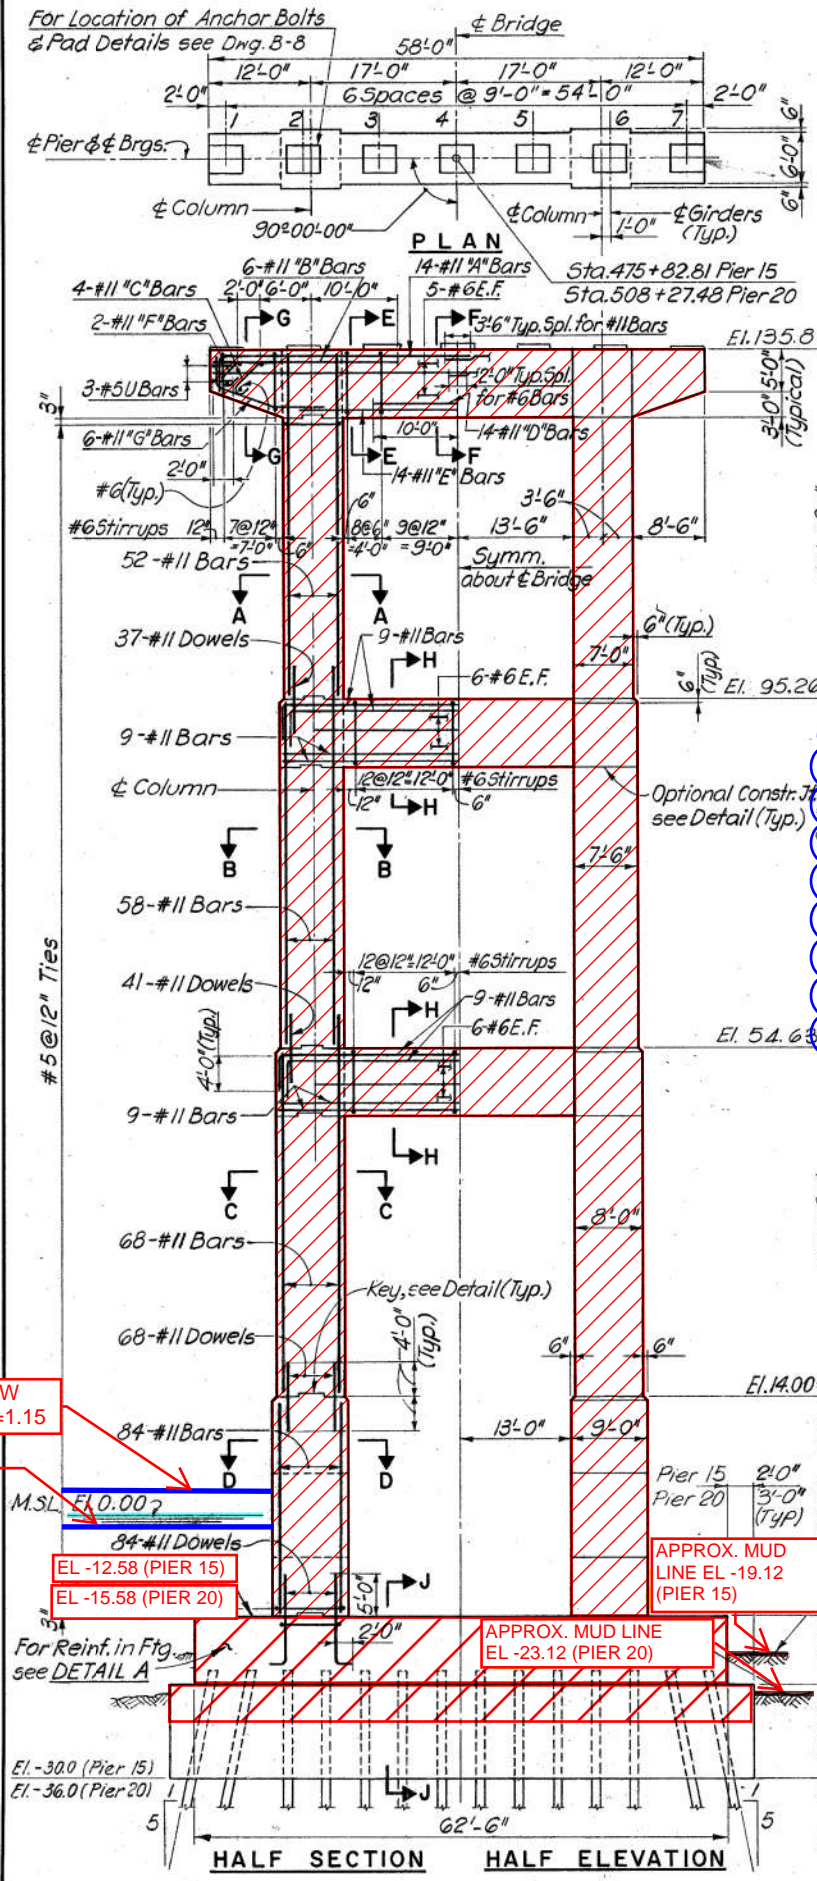 For Location of Anchor Bolts
& Pad Details see Dwg. B-8
℄ Bridge
58'-0"
12'-0" 17'-0" 17'-0" 12'-0"
2'-0" 6 Spaces @ 9'-0" = 54'-0" 2'-0"
1 2 3 4 5 6 7
6"
6'-0"
6"
℄ Pier & ℄ Brgs.
℄ Column
90°00'-00"
℄ Column
℄ Girders
(Typ.)
1'-0"
PLAN
Sta. 475+82.81 Pier 15
Sta. 508+27.48 Pier 20
6-#11 "B" Bars
14-#11 "A" Bars
4-#11 "C" Bars
2'-0" 6'-0" 10'-0"
5-#6 E.F.
2-#11 "F" Bars
G E F
3'-6" Typ. Spl. for #11 Bars
El. 135.8
3-#5 U Bars
2'-0" Typ. Spl.
for #6 Bars
5'-0"
3'-0"
(Typical)
3"
6-#11 "G" Bars
10'-0"
14-#11 "D" Bars
G E F
2'-0"
14-#11 "E" Bars
#6 (Typ.)
6"
3'-6"
#6 Stirrups 12" 7@12" =7'-0" 6" 8@6" =4'-0" 9@12" =9'-0" 13'-6" 8'-6"
52-#11 Bars
Symm.
about ℄ Bridge
A A
37-#11 Dowels
9-#11 Bars
6" (Typ.)
H
7'-0"
6-#6 E.F.
6"
(Typ.)
El. 95.26
9-#11 Bars
℄ Column
12@12"=12'-0" #6 Stirrups
12" H 6"
Optional Constr. Jt.
see Detail (Typ.)
B B
7'-6"
58-#11 Bars
#5@12" Ties
12@12"=12'-0" #6 Stirrups
12" 6"
41-#11 Dowels
H
9-#11 Bars
6-#6 E.F.
4'-0" (Typ.)
El. 54.63
9-#11 Bars
H
C C
8'-0"
68-#11 Bars
Key, see Detail (Typ.)
68-#11 Dowels
4'-0"
(Typ.)
6" 6"
W
=1.15
El. 14.00
84-#11 Bars
13'-0" 9'-0"
D D
Pier 15 2'-0"
Pier 20 3'-0"
(Typ)
M.S.L. El 0.00
84-#11 Dowels
EL -12.58 (PIER 15)
EL -15.58 (PIER 20)
APPROX. MUD
LINE EL -19.12
(PIER 15)
J
5'-0"
3"
2'-0"
For Reinf. in Ftg.
see DETAIL A
APPROX. MUD LINE
EL -23.12 (PIER 20)
El. -30.0 (Pier 15)
El. -36.0 (Pier 20)
1 J 1
5 5
62'-6"
HALF SECTION HALF ELEVATION